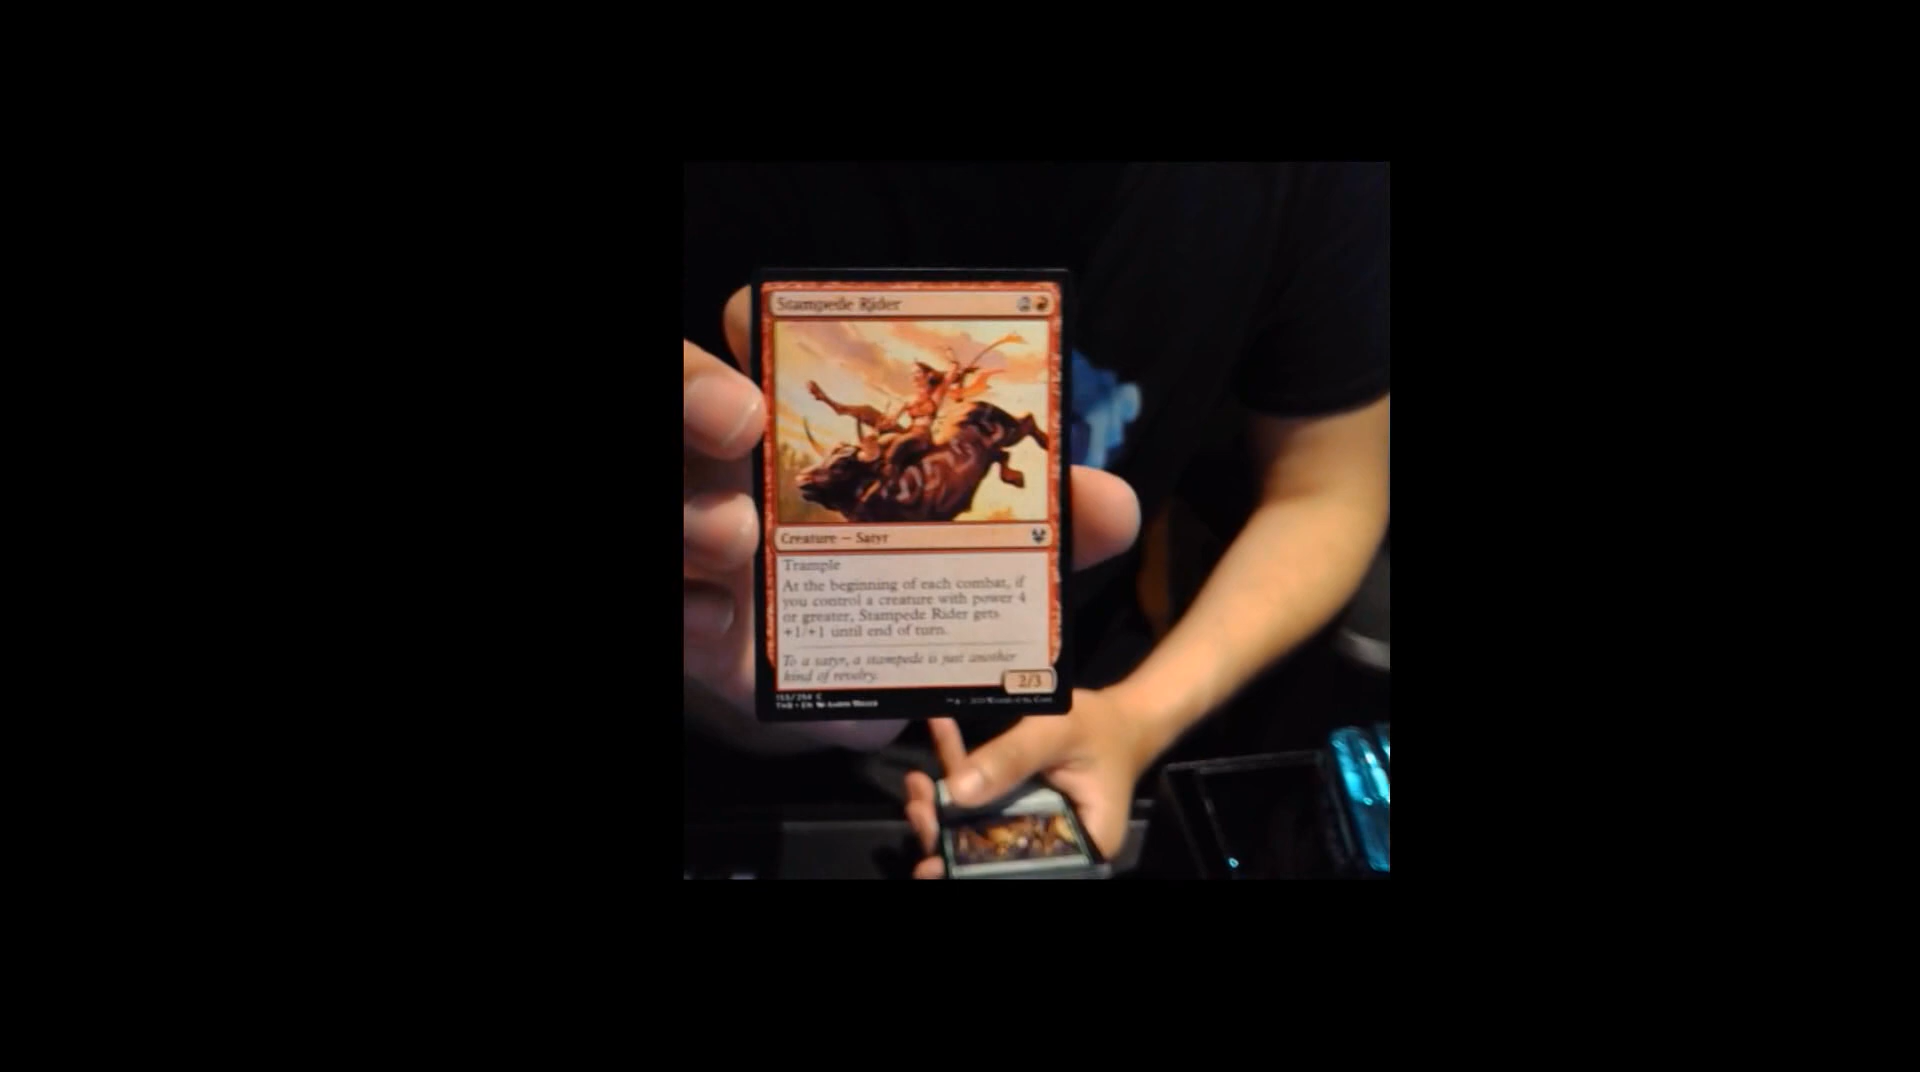 Stampede Rider
Creature — Satyr
Trample
At the beginning of each combat, if
you control a creature with power 4
or greater, Stampede Rider gets
+1/+1 until end of turn.
To a satyr, a stampede is just another
kind of revelry.
2/3
THB • EN